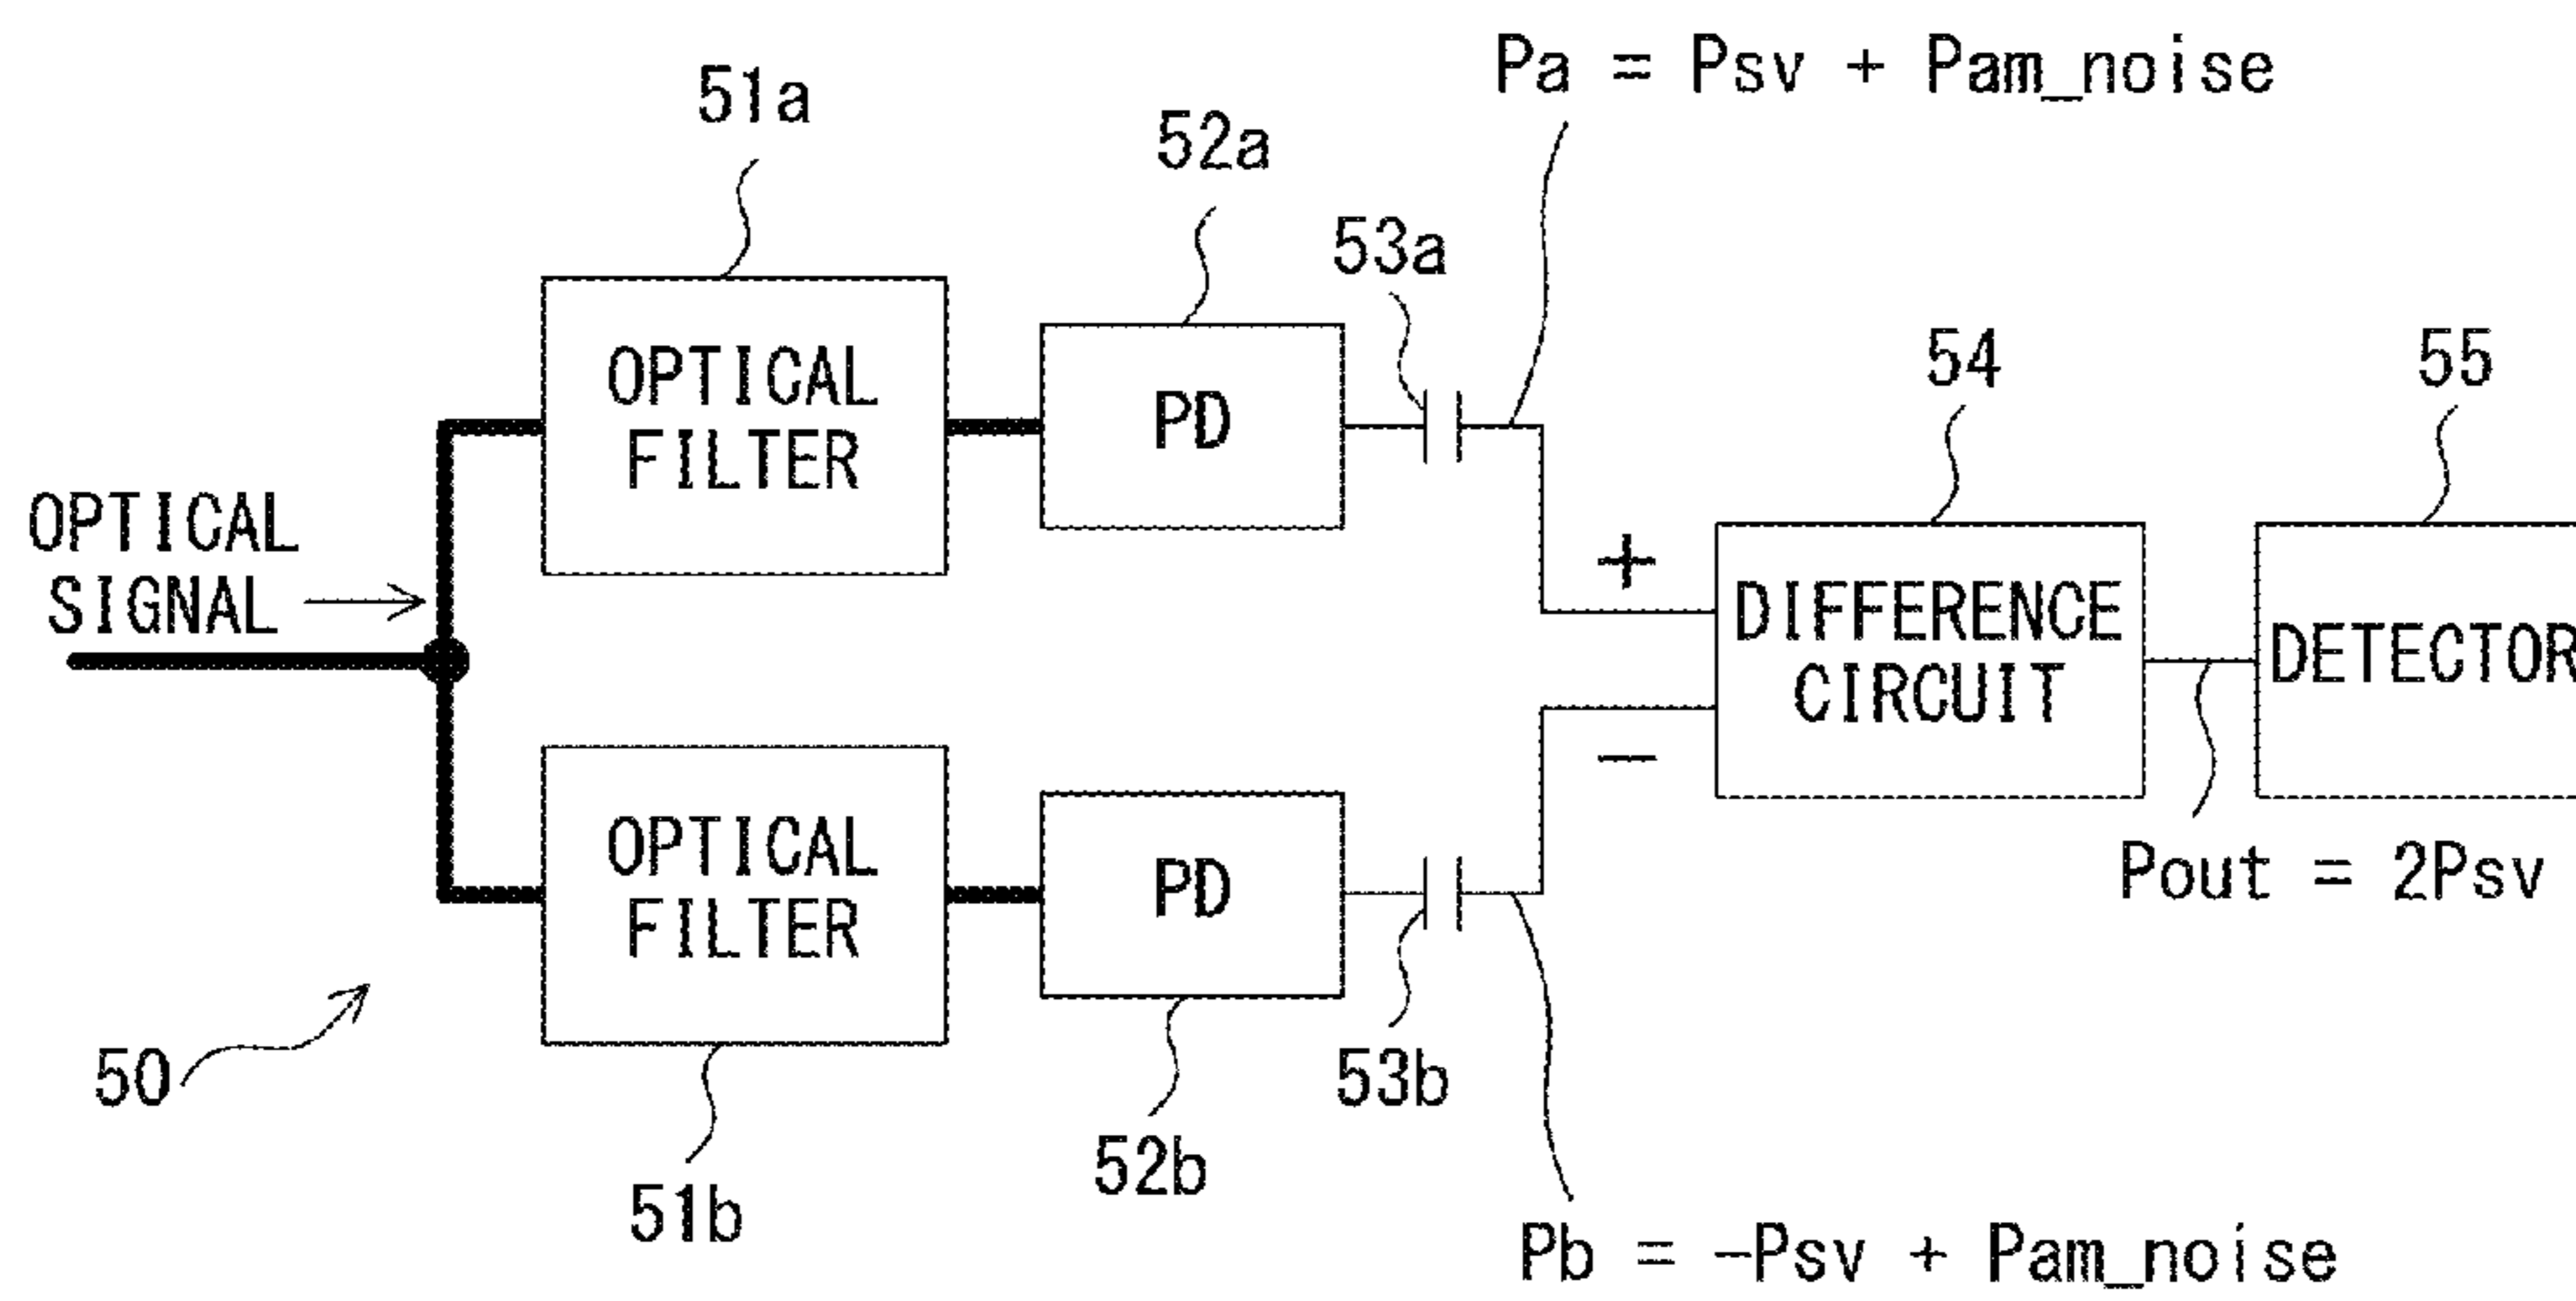 Pa = Psv + Pam_noise
51a
52a
53a
54
55
OPTICAL
FILTER
PD
OPTICAL
SIGNAL
+
DIFFERENCE
CIRCUIT
DETECTOR
−
OPTICAL
FILTER
PD
Pout = 2Psv
50
53b
52b
51b
Pb = -Psv + Pam_noise